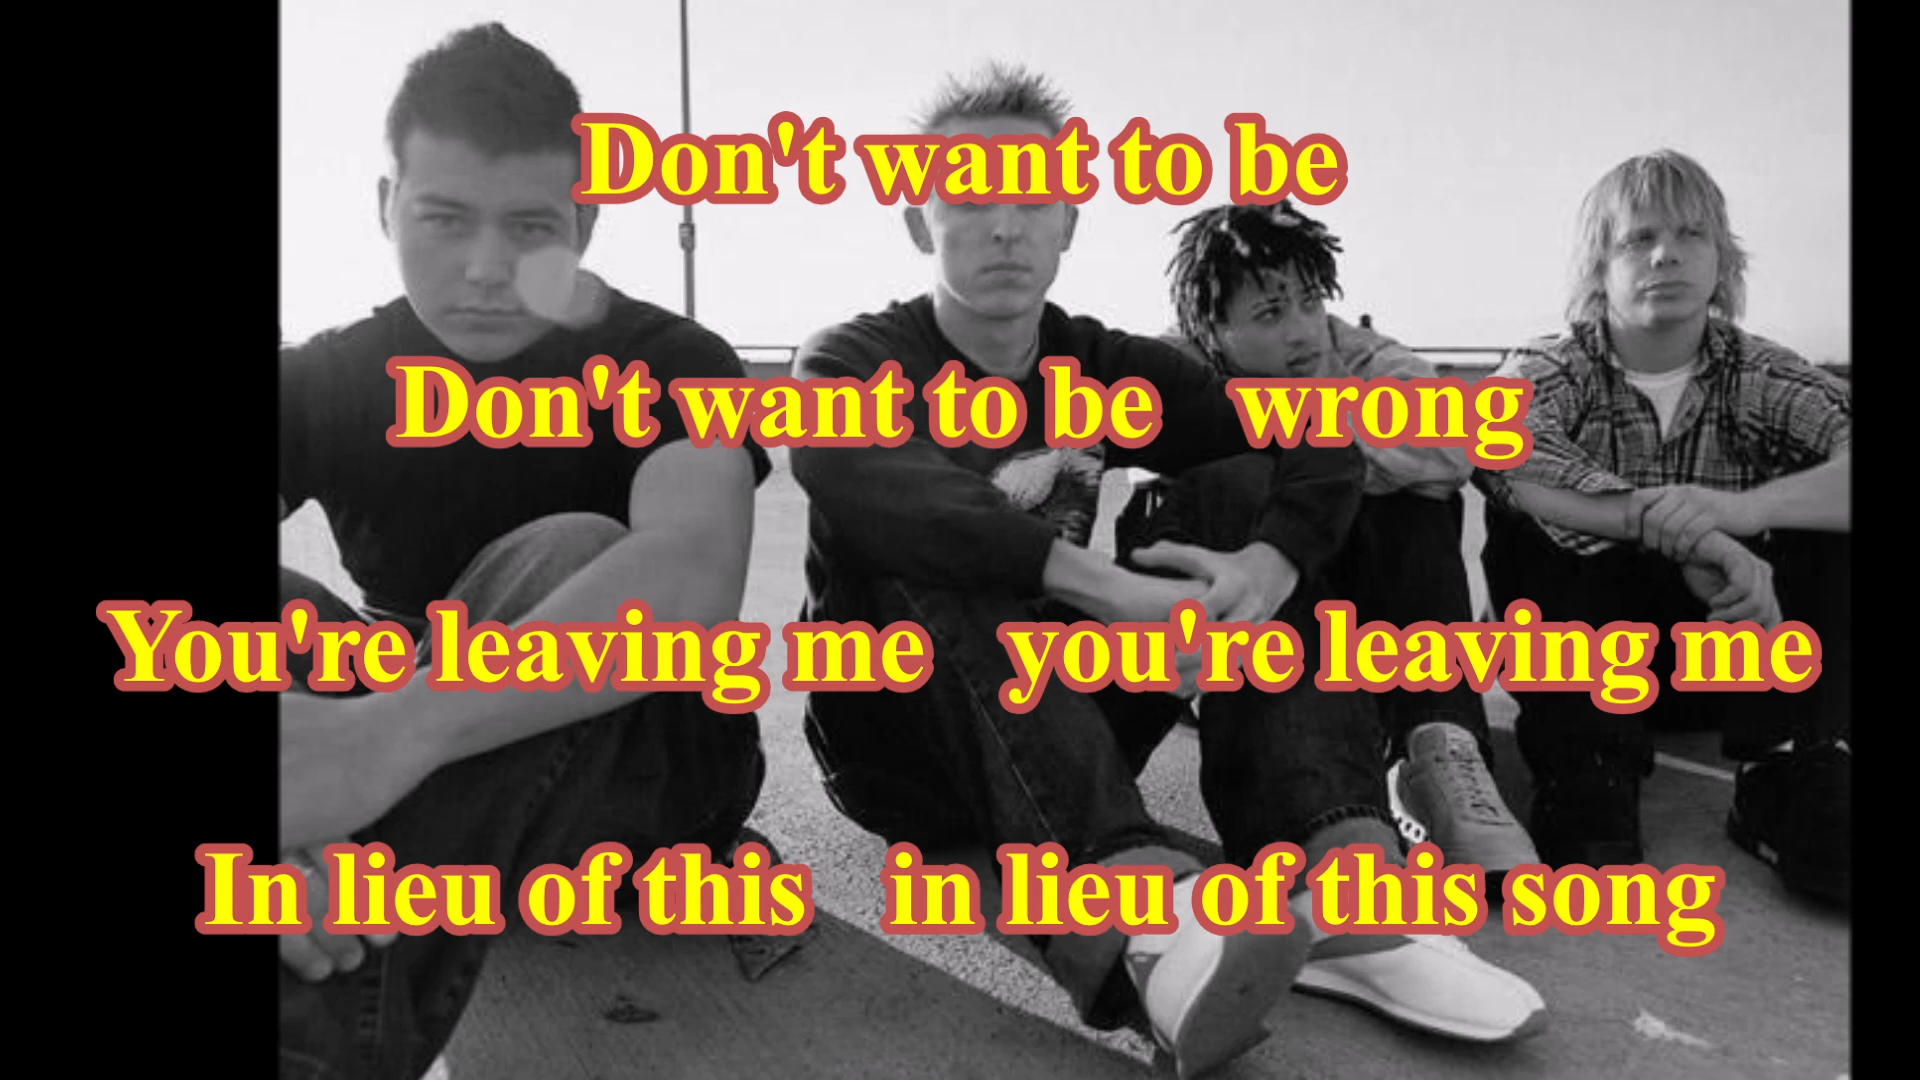 Don't want to be
Don't want to be   wrong
You're leaving me   you're leaving me
In lieu of this   in lieu of this song